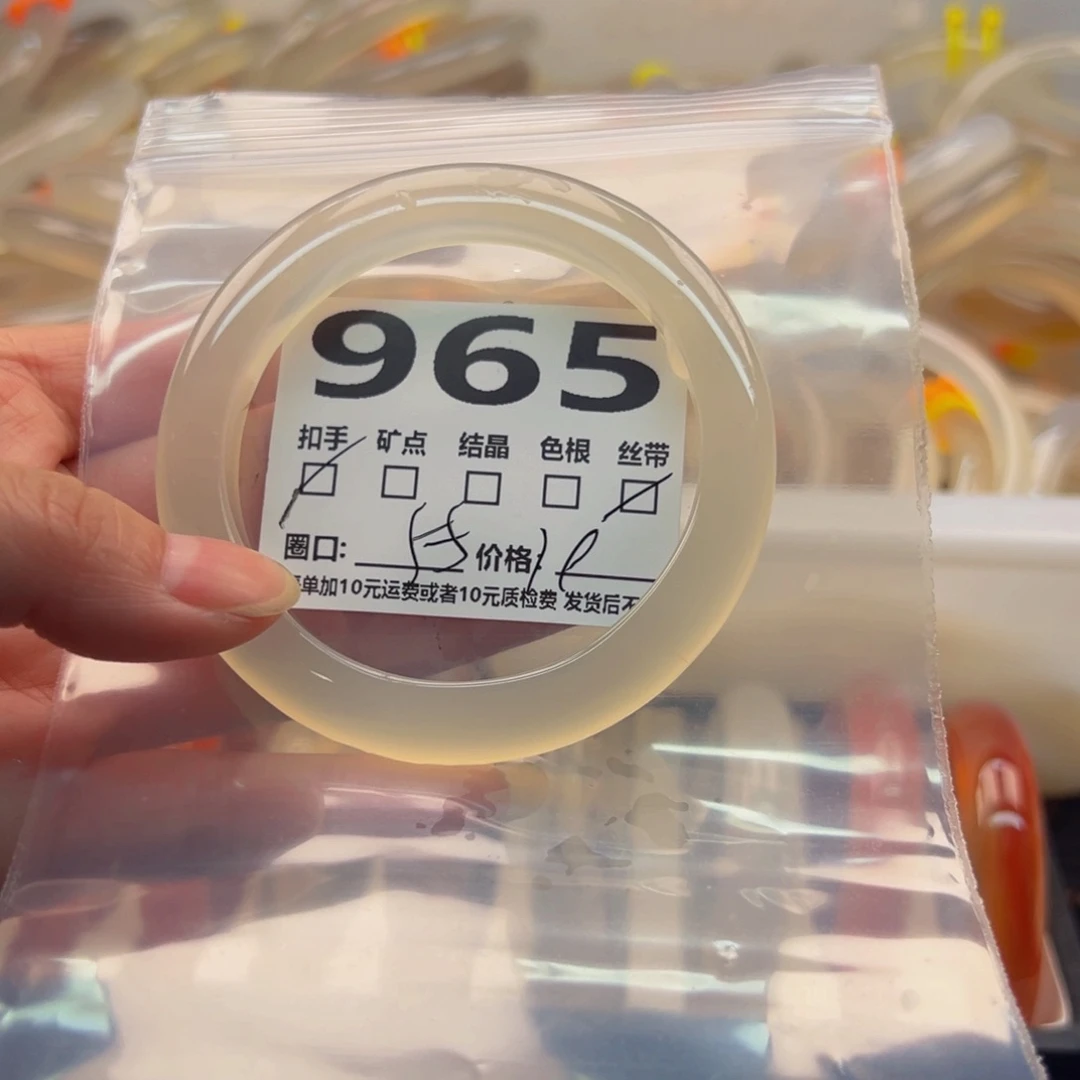 965
扣手 矿点 结晶 色根 丝带
圈口: 价格
单加10元运费或者10元质检费 发货后不